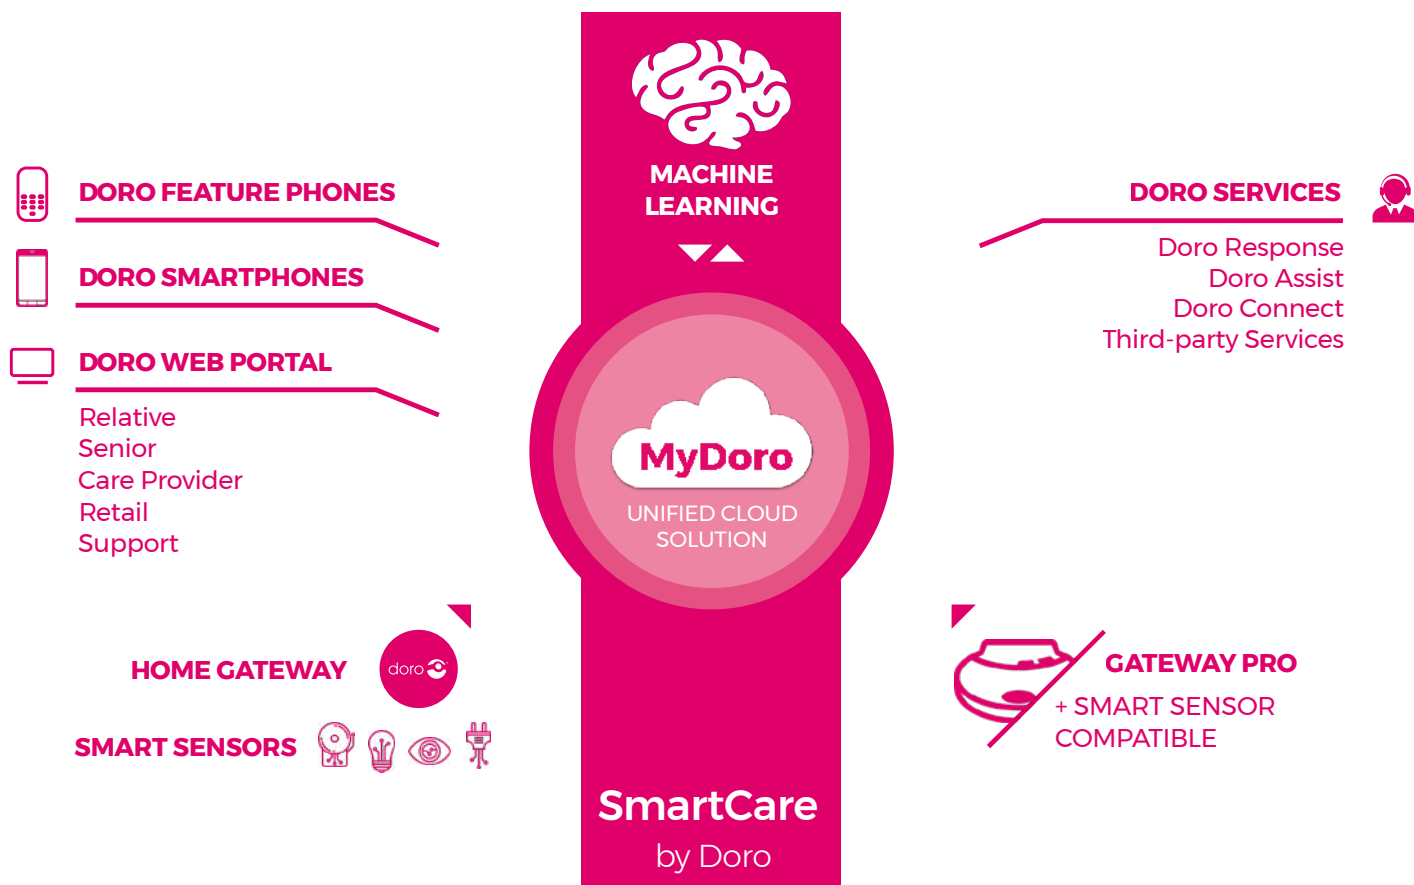 MACHINE
LEARNING
DORO FEATURE PHONES
DORO SMARTPHONES
DORO WEB PORTAL
Relative
Senior
Care Provider
Retail
Support
DORO SERVICES
Doro Response
Doro Assist
Doro Connect
Third-party Services
MyDoro
UNIFIED CLOUD
SOLUTION
HOME GATEWAY
doro
SMART SENSORS
GATEWAY PRO
+ SMART SENSOR
COMPATIBLE
SmartCare
by Doro